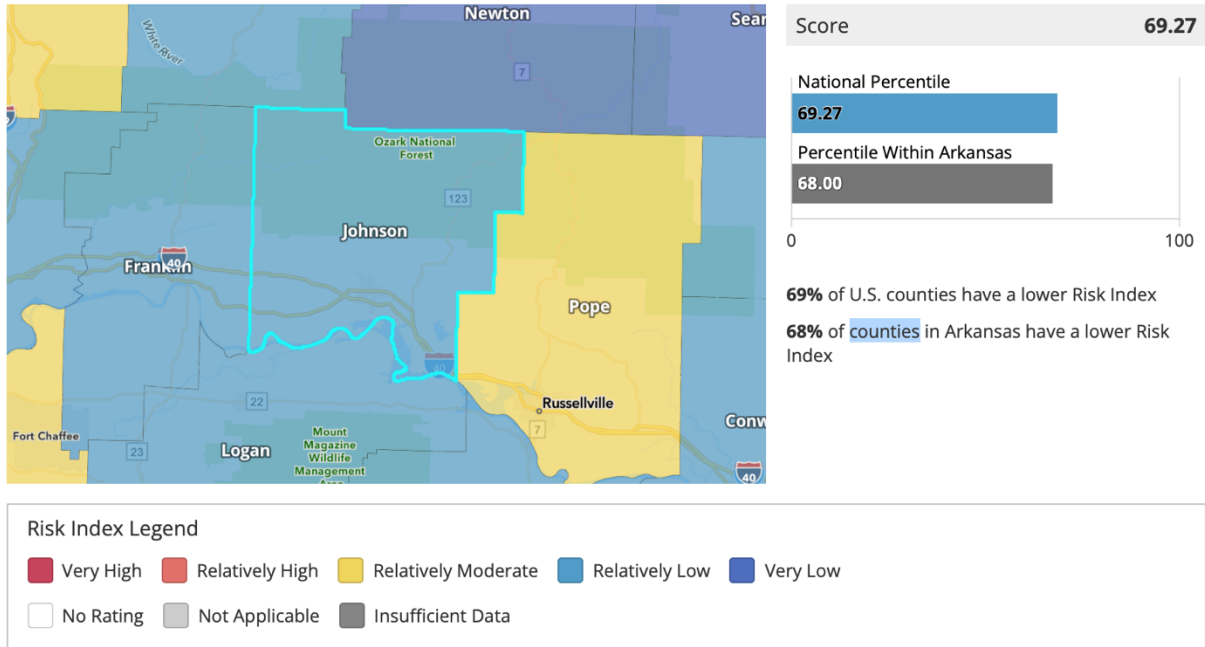 Newton
Sear
White River
7
Ozark National
Forest
123
Johnson
40
Franklin
Pope
40
Russellville
22
7
Fort Chaffee
Mount
Magazine
Wildlife
Management
Area
Logan
23
Conw
40
Score 69.27
National Percentile
69.27
Percentile Within Arkansas
68.00
0 100
69% of U.S. counties have a lower Risk Index
68% of counties in Arkansas have a lower Risk
Index
Risk Index Legend
Very High Relatively High Relatively Moderate Relatively Low Very Low
No Rating Not Applicable Insufficient Data